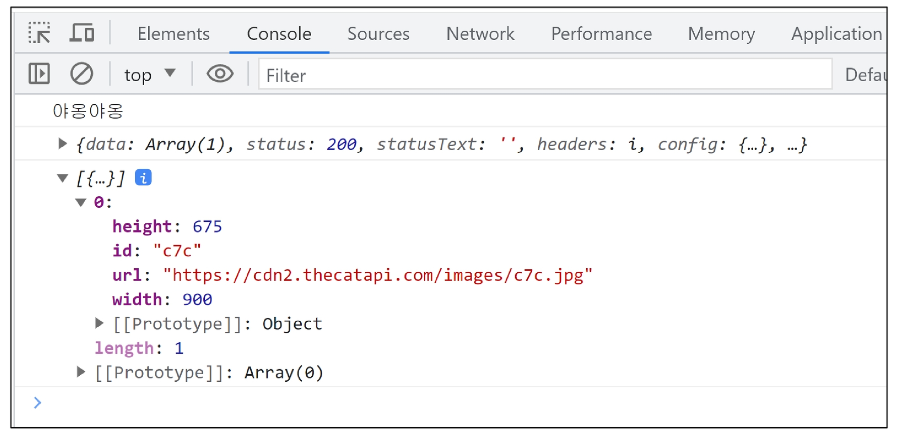 Elements Console Sources Network Performance Memory Application
top ▼ Filter Defau
야옹야옹
▶ {data: Array(1), status: 200, statusText: '', headers: i, config: {…}, …}
▼ [{…}] i
▼ 0:
height: 675
id: "c7c"
url: "https://cdn2.thecatapi.com/images/c7c.jpg"
width: 900
▶ [[Prototype]]: Object
length: 1
▶ [[Prototype]]: Array(0)
>